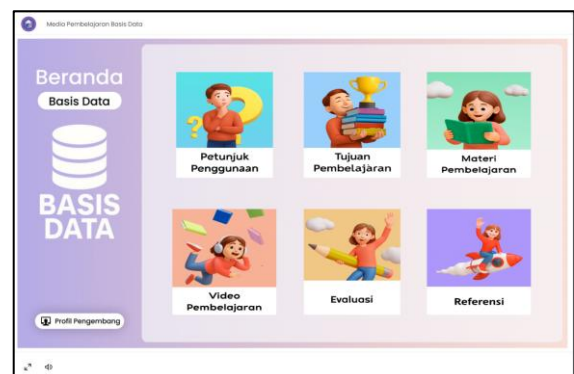 Media Pembelajaran Basis Data
Beranda
Basis Data
BASIS
DATA
Profil Pengembang
Petunjuk
Penggunaan
Tujuan
Pembelajaran
Materi
Pembelajaran
Video
Pembelajaran
Evaluasi
Referensi